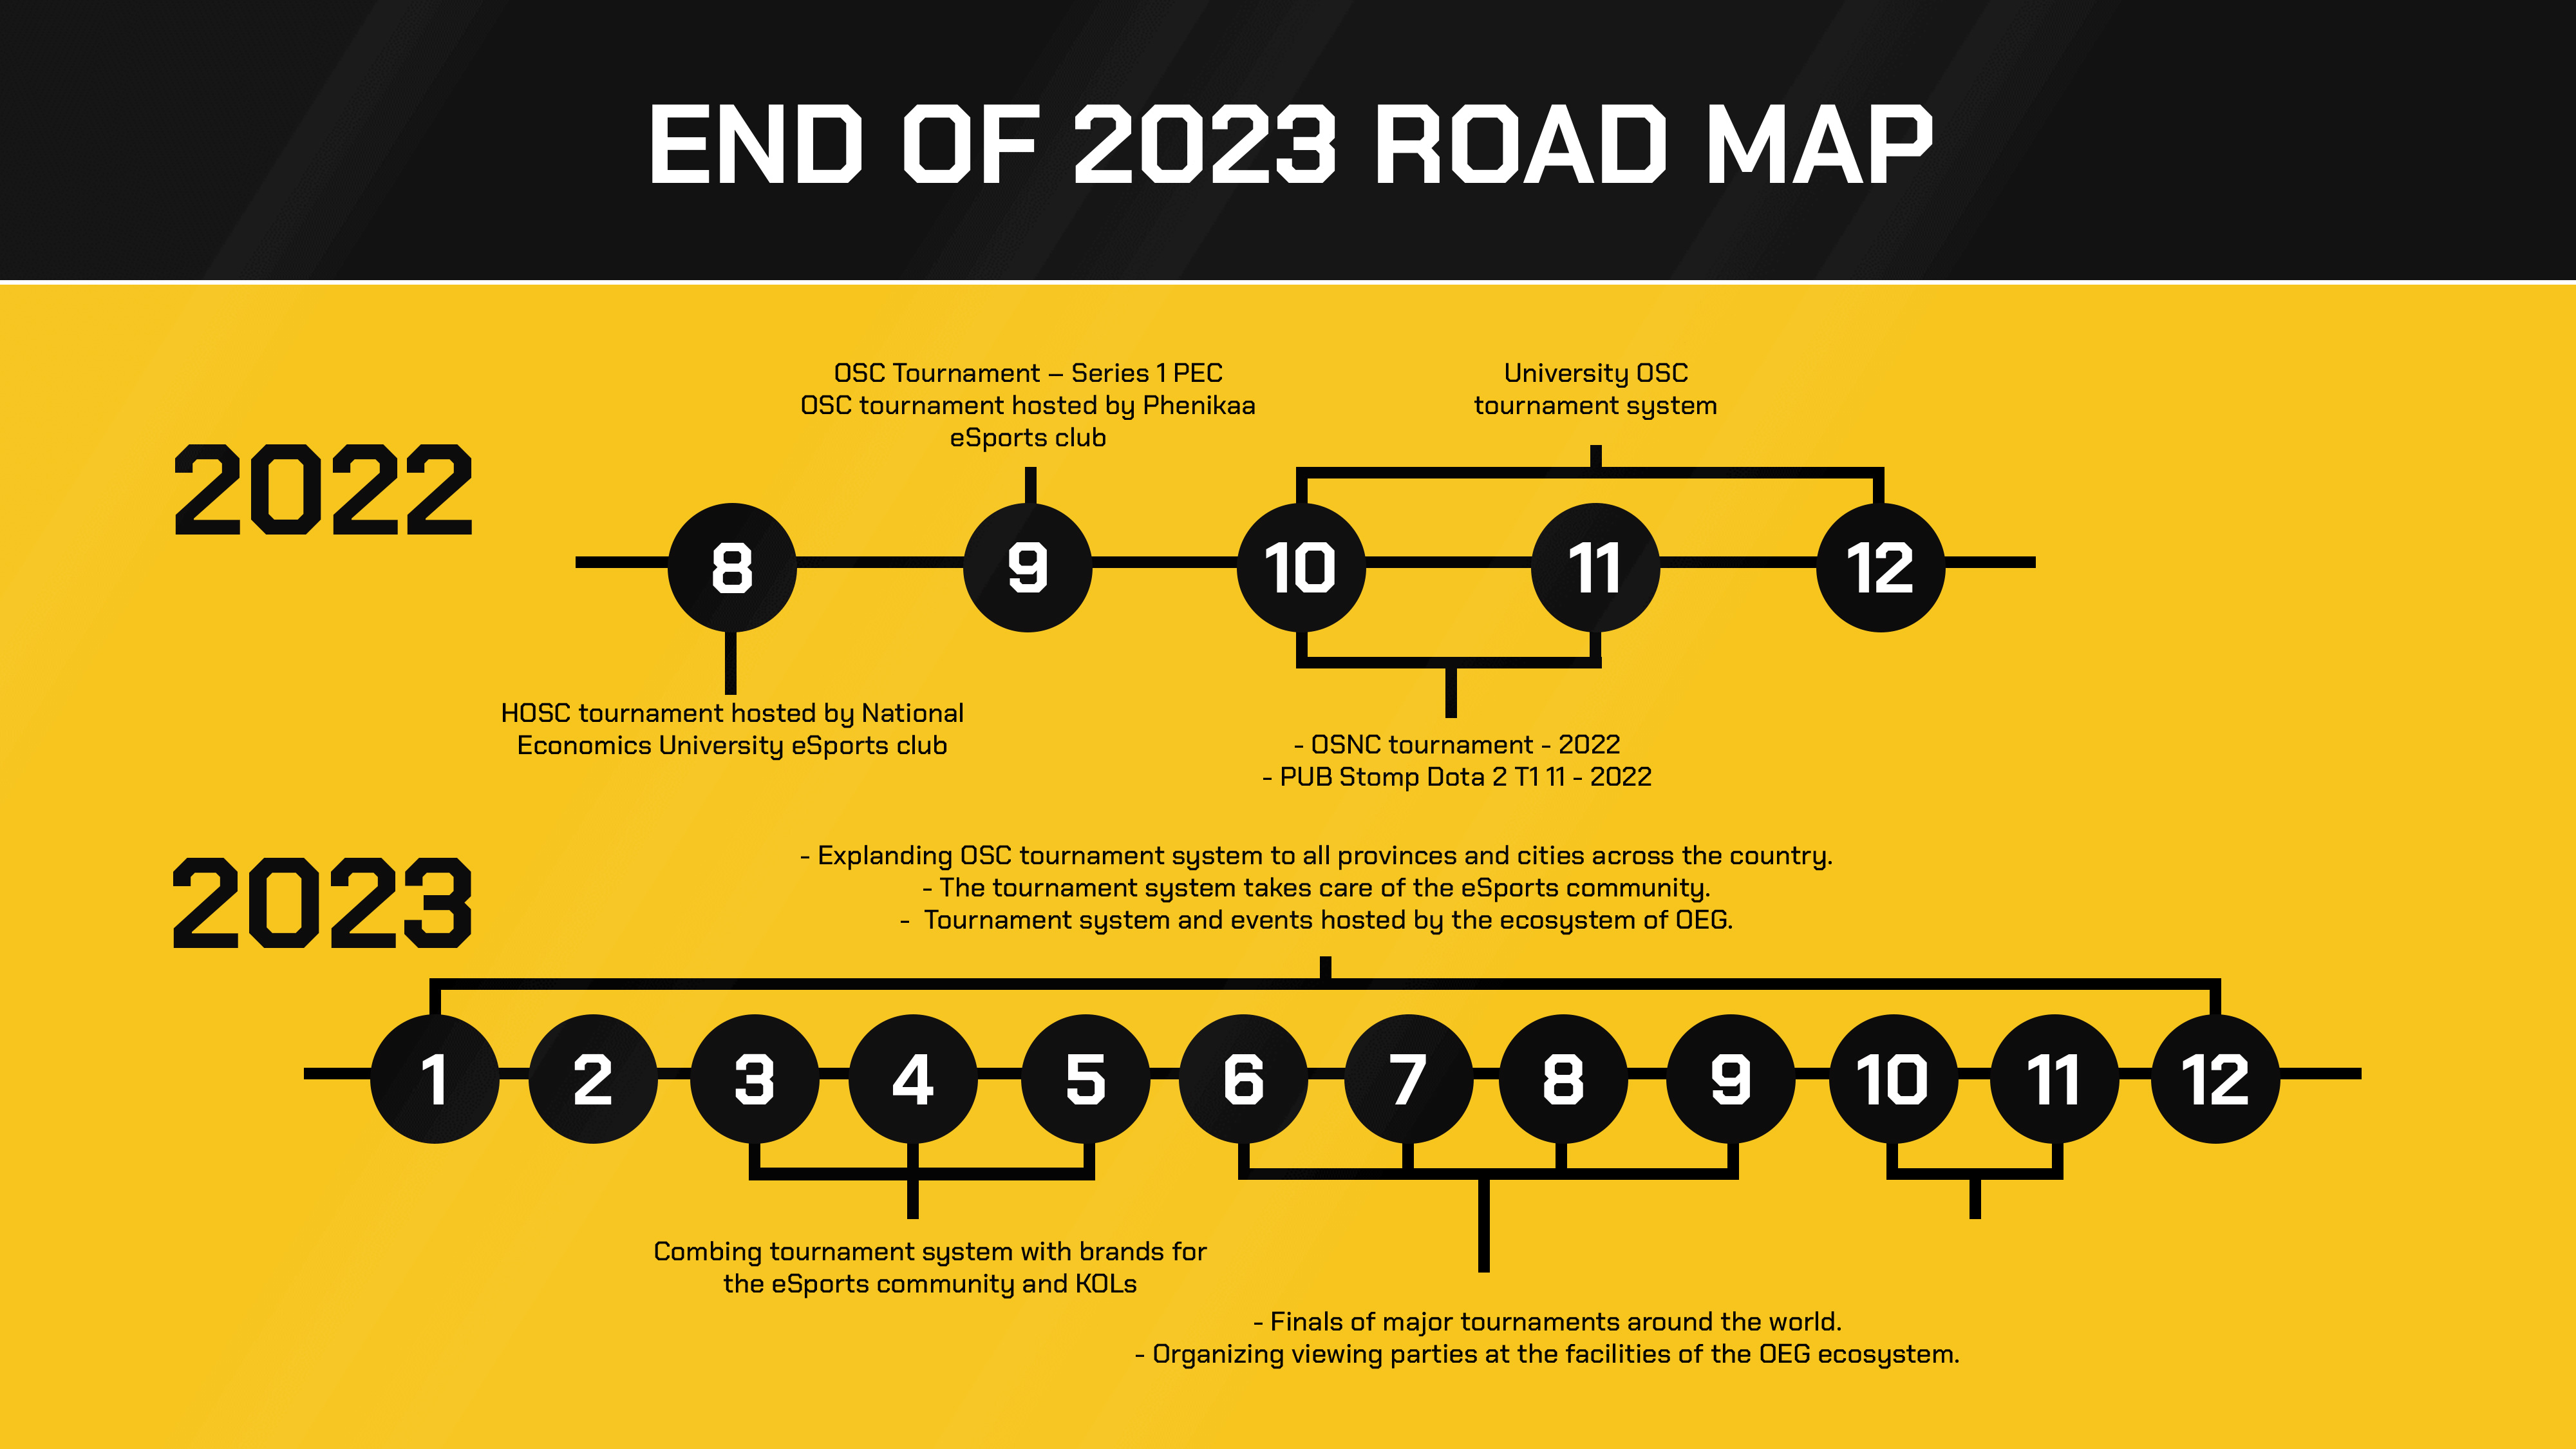 END OF 2023 ROAD MAP
2022
OSC Tournament – Series 1 PEC
OSC tournament hosted by Phenikaa
eSports club
University OSC
tournament system
8
9
10
11
12
HOSC tournament hosted by National
Economics University eSports club
- OSNC tournament - 2022
- PUB Stomp Dota 2 T1 11 - 2022
2023
- Explanding OSC tournament system to all provinces and cities across the country.
- The tournament system takes care of the eSports community.
- Tournament system and events hosted by the ecosystem of OEG.
1
2
3
4
5
6
7
8
9
10
11
12
Combing tournament system with brands for
the eSports community and KOLs
- Finals of major tournaments around the world.
- Organizing viewing parties at the facilities of the OEG ecosystem.